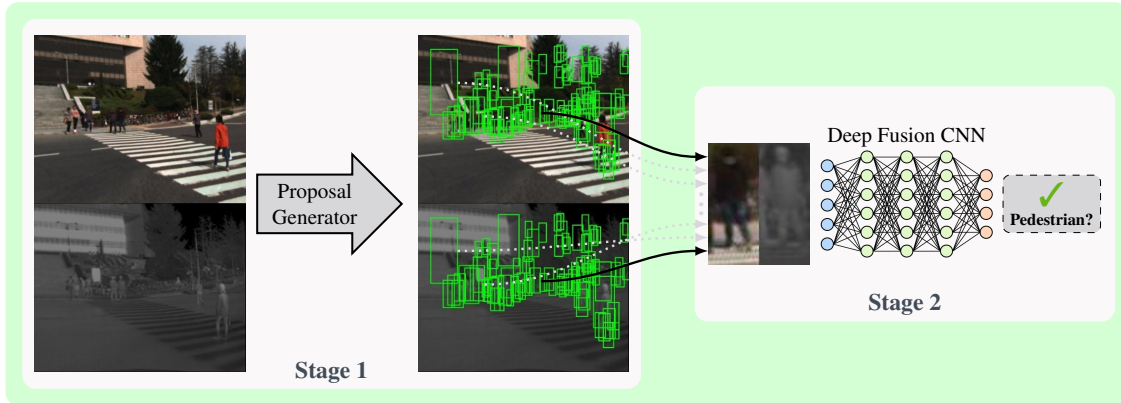 Proposal
Generator
Stage 1
Deep Fusion CNN
✓
Pedestrian?
Stage 2